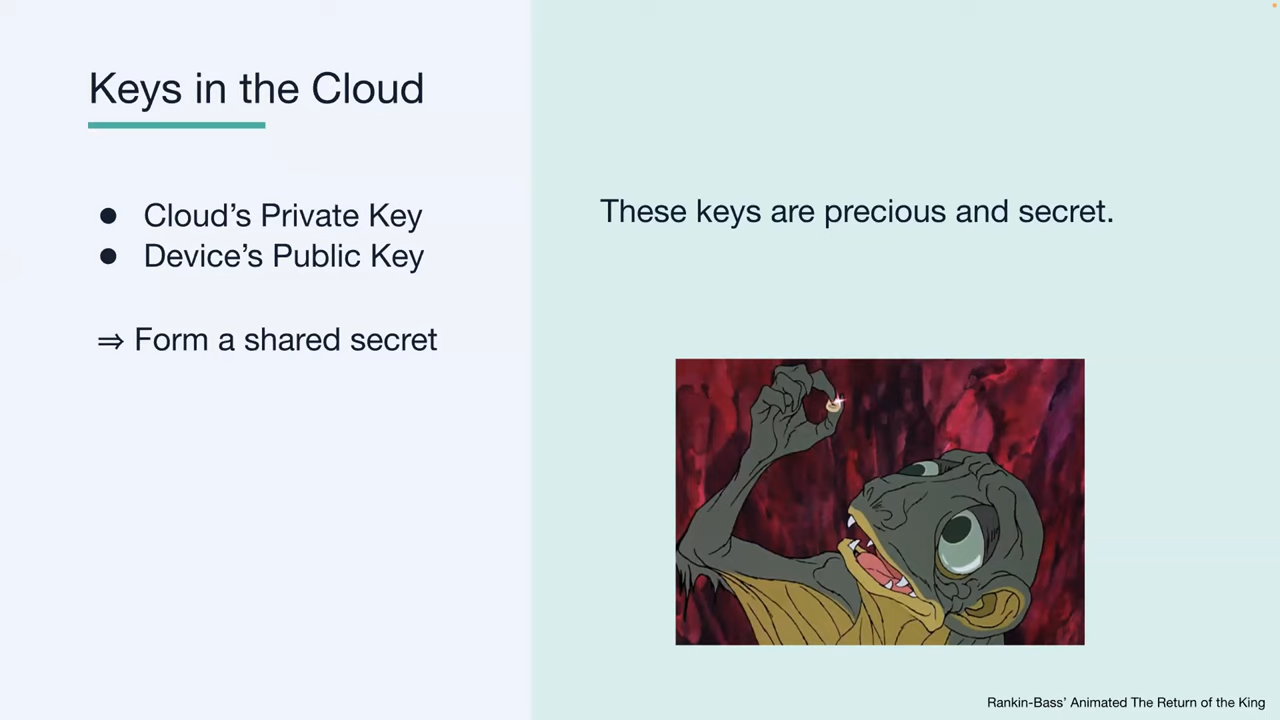 Keys in the Cloud
● Cloud’s Private Key
● Device’s Public Key
⇒ Form a shared secret
These keys are precious and secret.
Rankin-Bass’ Animated The Return of the King